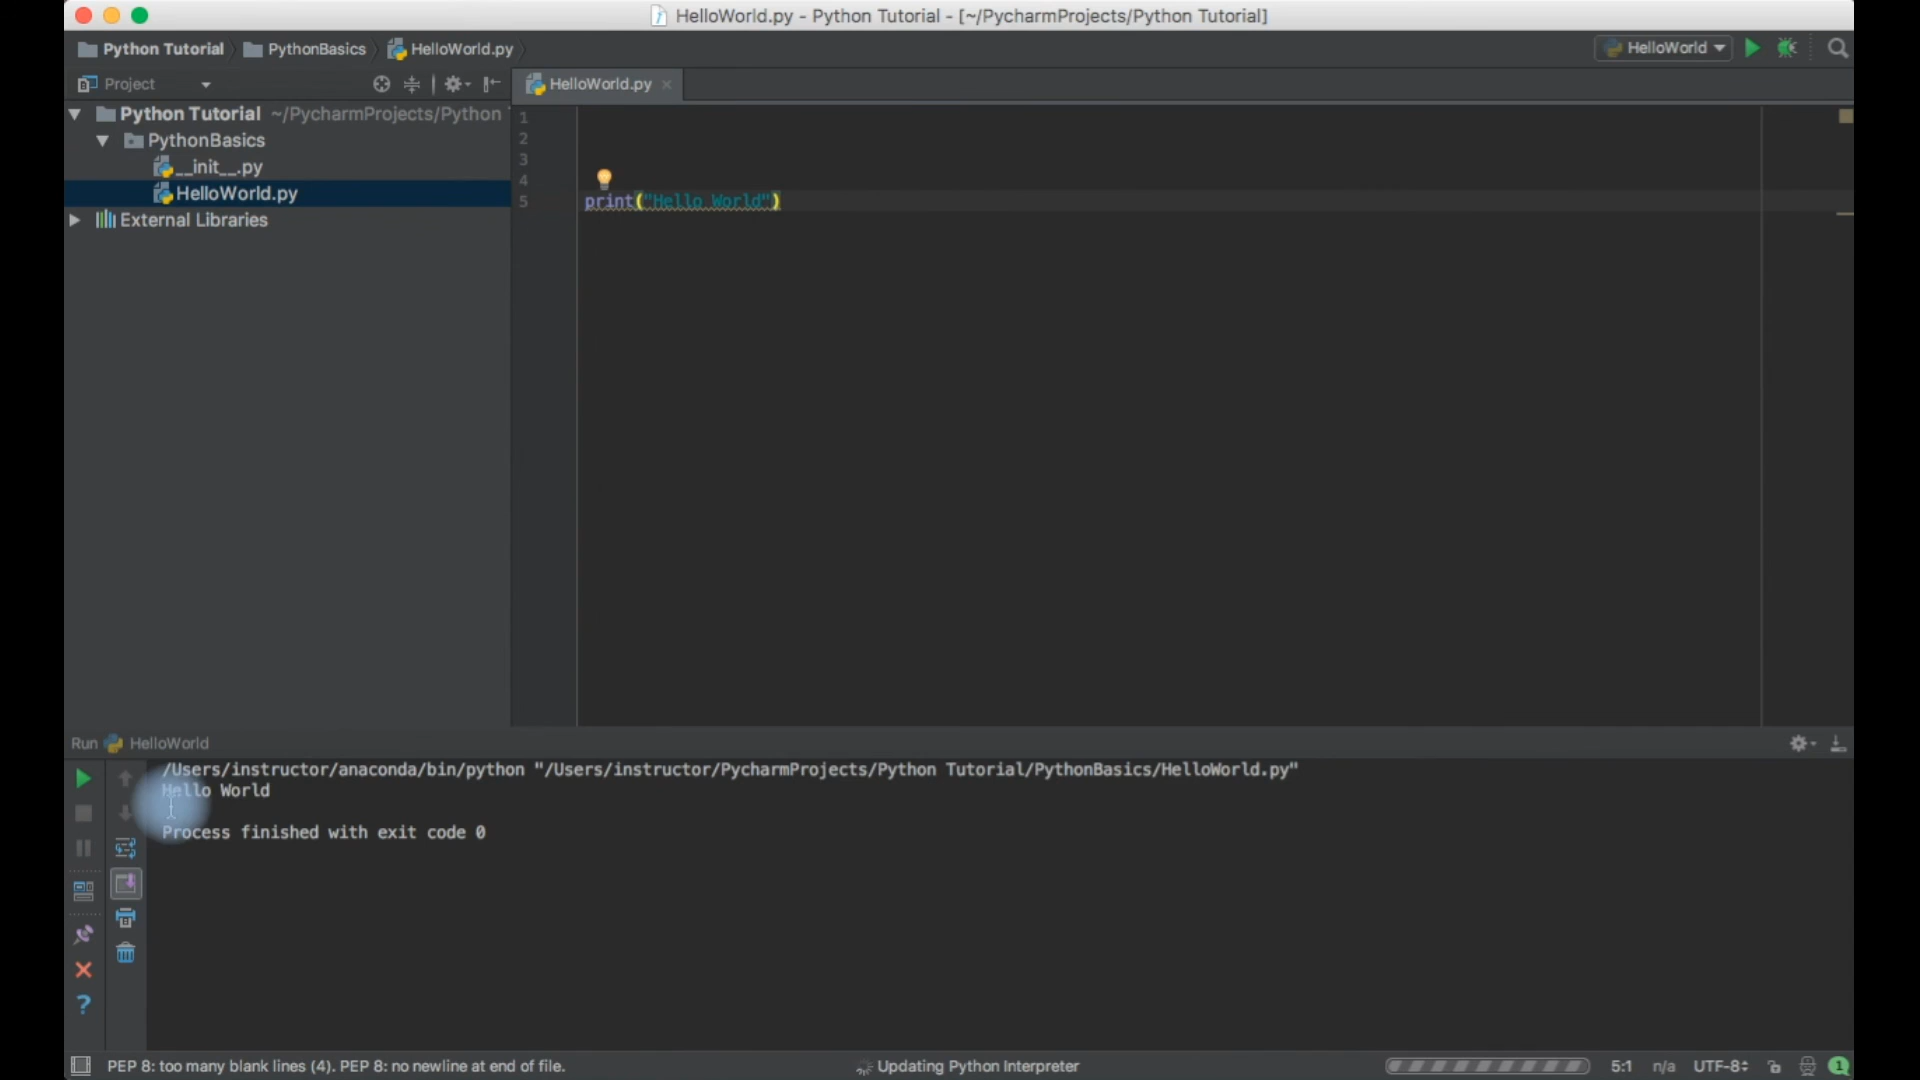 HelloWorld.py - Python Tutorial - [~/PycharmProjects/Python Tutorial]
Python Tutorial PythonBasics HelloWorld.py HelloWorld
Project HelloWorld.py
Python Tutorial ~/PycharmProjects/Python
PythonBasics
__init__.py
HelloWorld.py
External Libraries
1
2
3
4
5 print("Hello World")
Run HelloWorld
/Users/instructor/anaconda/bin/python "/Users/instructor/PycharmProjects/Python Tutorial/PythonBasics/HelloWorld.py"
Hello World
Process finished with exit code 0
PEP 8: too many blank lines (4). PEP 8: no newline at end of file. Updating Python Interpreter 5:1 n/a UTF-8 1